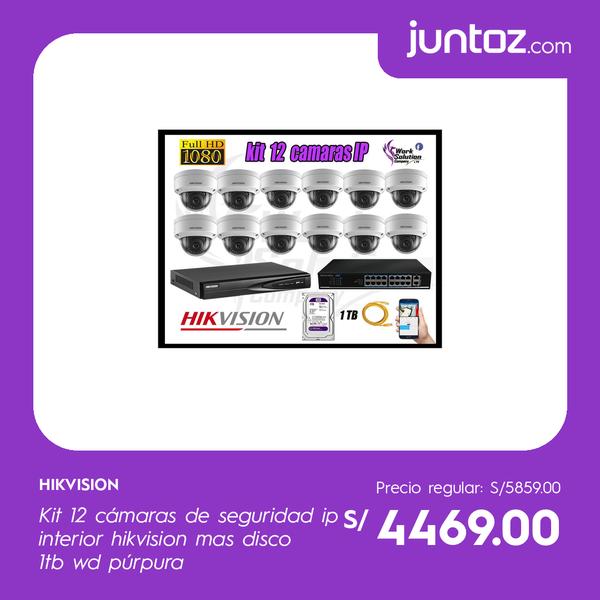 juntoz.com
Full HD
1080
kit 12 camaras IP
Work
Solution
Company
HIKVISION
1 TB
HIKVISION
Precio regular: S/5859.00
Kit 12 cámaras de seguridad ip
interior hikvision mas disco
1tb wd púrpura
S/ 4469.00